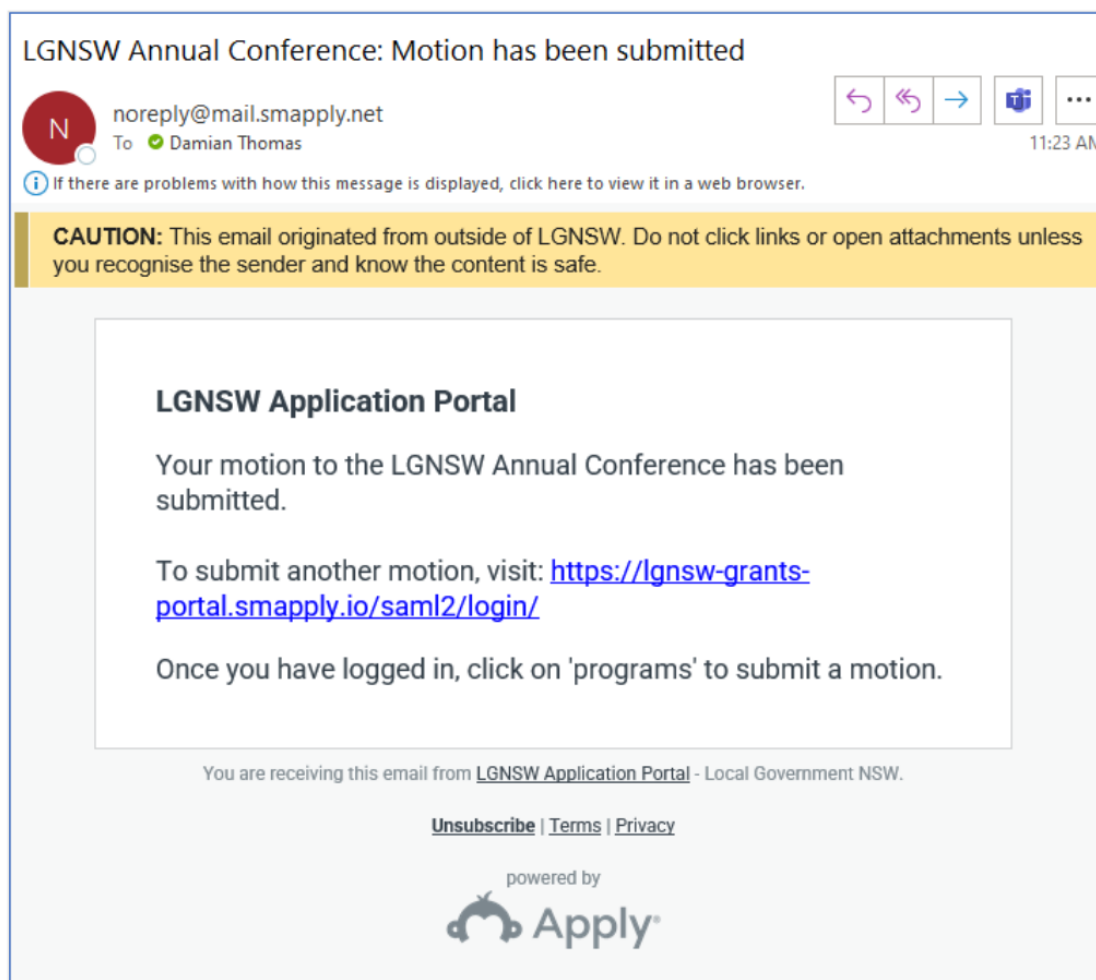 LGNSW Annual Conference: Motion has been submitted
N
noreply@mail.smapply.net
To Damian Thomas
11:23 AM
If there are problems with how this message is displayed, click here to view it in a web browser.
CAUTION: This email originated from outside of LGNSW. Do not click links or open attachments unless
you recognise the sender and know the content is safe.
LGNSW Application Portal
Your motion to the LGNSW Annual Conference has been
submitted.
To submit another motion, visit: https://lgnsw-grants-
portal.smapply.io/saml2/login/
Once you have logged in, click on 'programs' to submit a motion.
You are receiving this email from LGNSW Application Portal - Local Government NSW.
Unsubscribe | Terms | Privacy
powered by
Apply